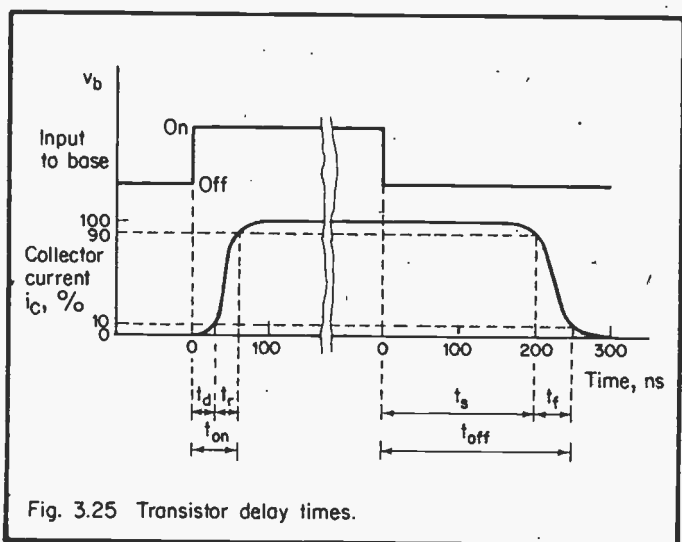 v_b
On
Input
to base
Off
100
90
Collector
current
i_C, %
10
0
0 100 0 100 200 300
Time, ns
t_d t_r t_s t_f
t_on t_off
Fig. 3.25 Transistor delay times.